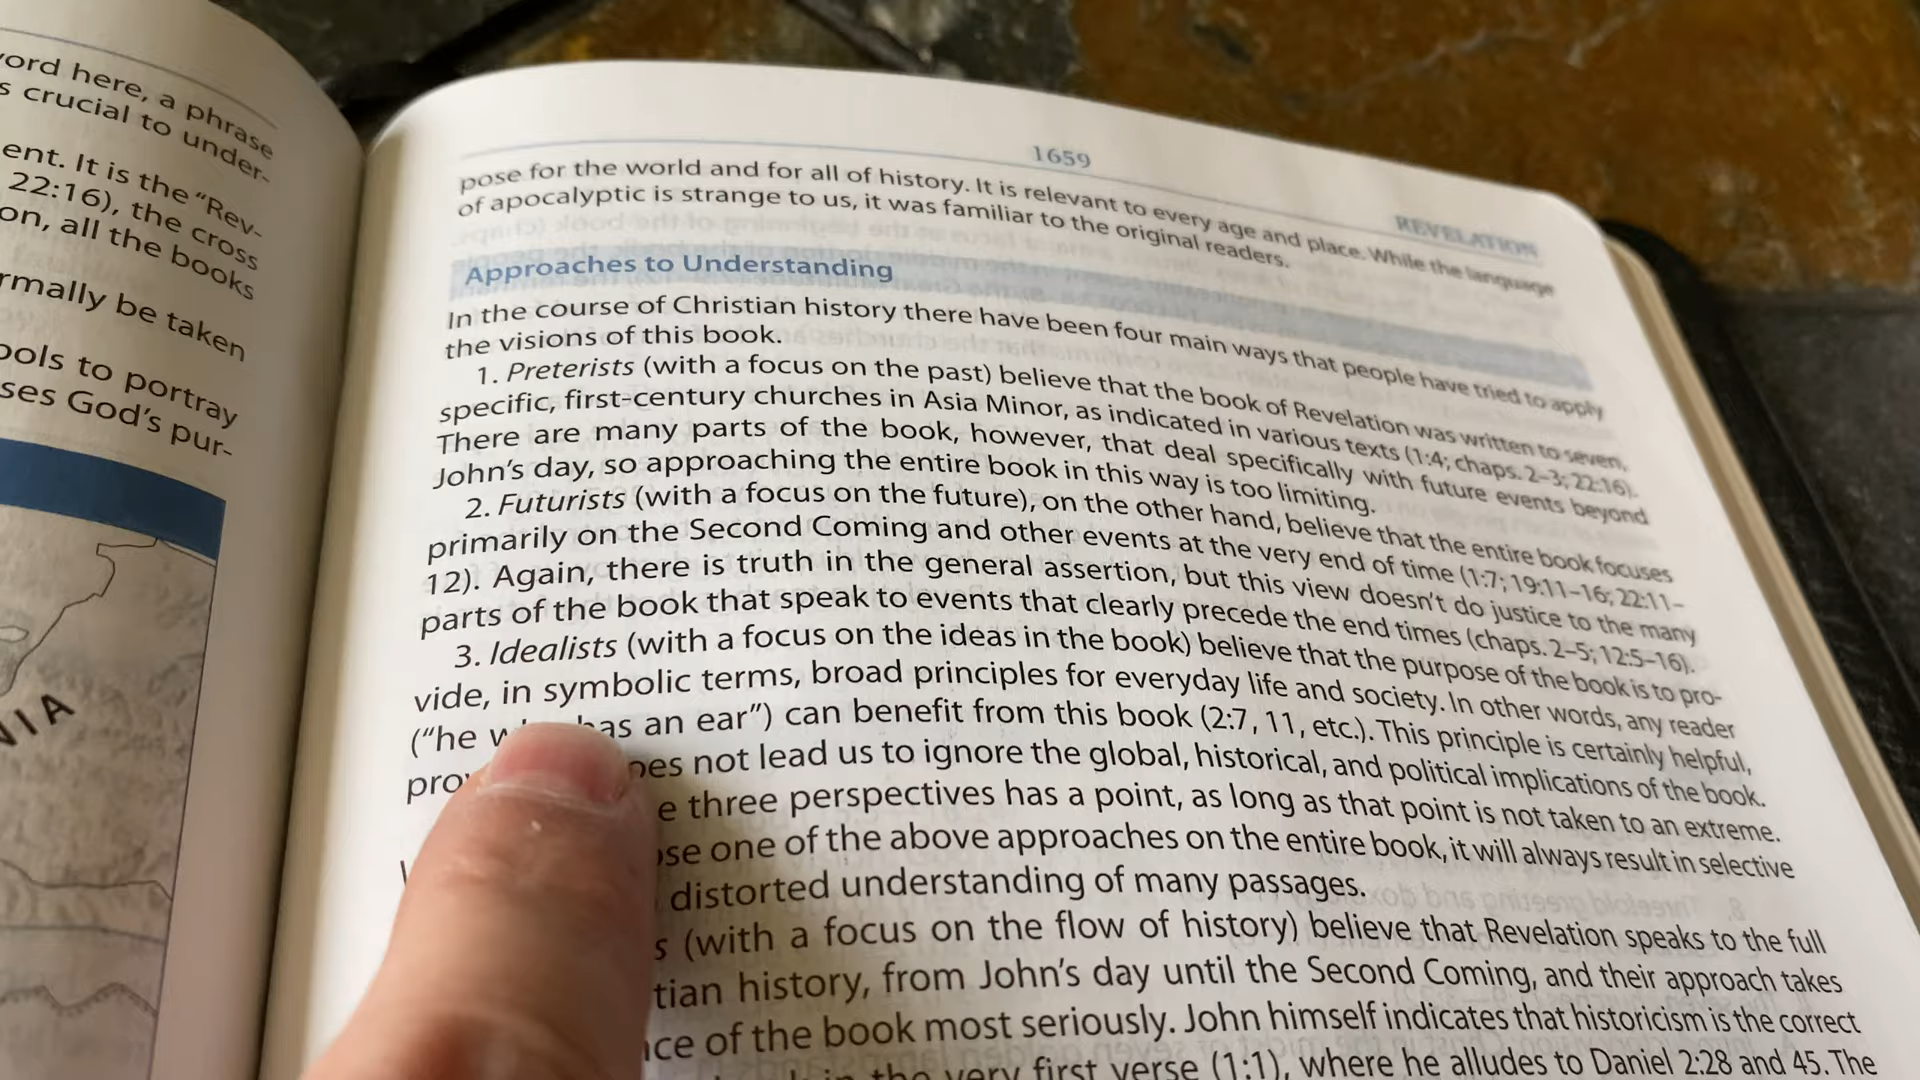 word here, a phrase
s crucial to under-
ent. It is the “Rev-
22:16), the cross
on, all the books
rmally be taken
ools to portray
ses God’s pur-
NIA
1659
REVELATION
pose for the world and for all of history. It is relevant to every age and place. While the language
of apocalyptic is strange to us, it was familiar to the original readers.
Approaches to Understanding
In the course of Christian history there have been four main ways that people have tried to apply
the visions of this book.
1. Preterists (with a focus on the past) believe that the book of Revelation was written to seven,
specific, first-century churches in Asia Minor, as indicated in various texts (1:4; chaps. 2–3; 22:16).
There are many parts of the book, however, that deal specifically with future events beyond
John’s day, so approaching the entire book in this way is too limiting.
2. Futurists (with a focus on the future), on the other hand, believe that the entire book focuses
primarily on the Second Coming and other events at the very end of time (1:7; 19:11–16; 22:11–
12). Again, there is truth in the general assertion, but this view doesn’t do justice to the many
parts of the book that speak to events that clearly precede the end times (chaps. 2–5; 12:5–16).
3. Idealists (with a focus on the ideas in the book) believe that the purpose of the book is to pro-
vide, in symbolic terms, broad principles for everyday life and society. In other words, any reader
(“he has an ear”) can benefit from this book (2:7, 11, etc.). This principle is certainly helpful,
pro oes not lead us to ignore the global, historical, and political implications of the book.
e three perspectives has a point, as long as that point is not taken to an extreme.
ose one of the above approaches on the entire book, it will always result in selective
distorted understanding of many passages.
s (with a focus on the flow of history) believe that Revelation speaks to the full
tian history, from John’s day until the Second Coming, and their approach takes
nce of the book most seriously. John himself indicates that historicism is the correct
in the very first verse (1:1), where he alludes to Daniel 2:28 and 45. The